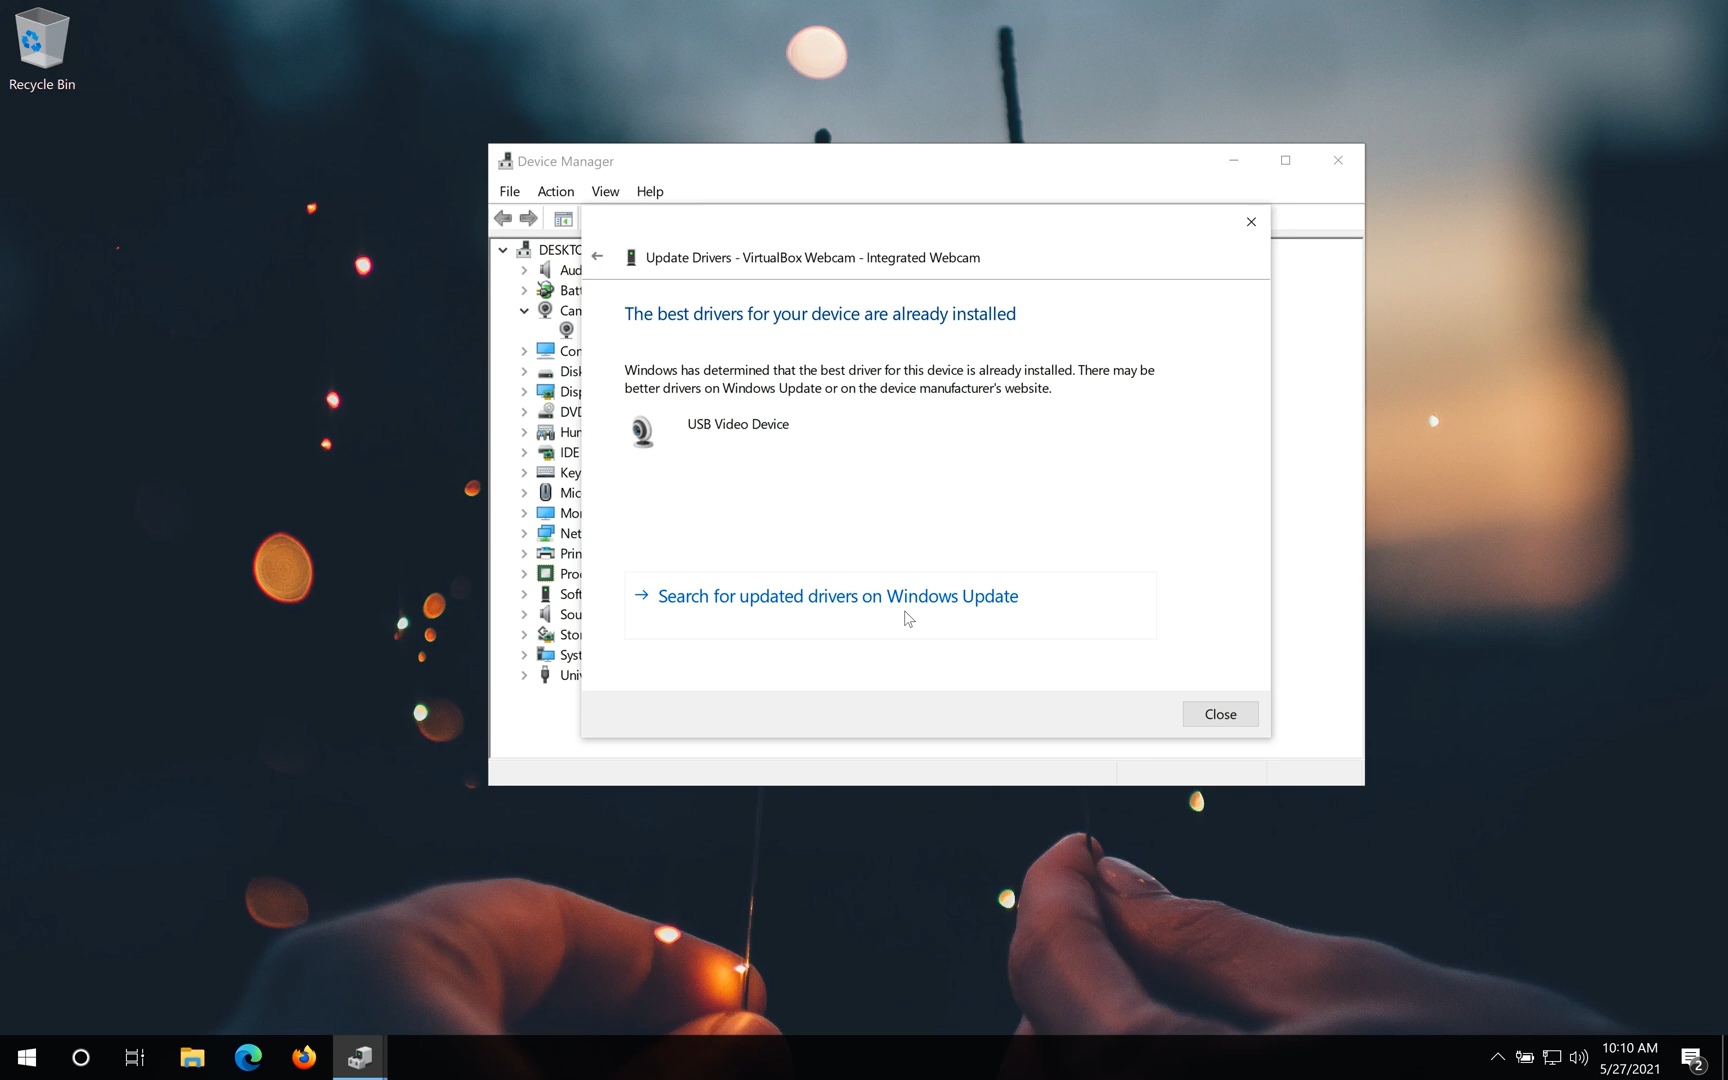 Recycle Bin
Device Manager
File Action View Help
Update Drivers - VirtualBox Webcam - Integrated Webcam
The best drivers for your device are already installed
Windows has determined that the best driver for this device is already installed. There may be
better drivers on Windows Update or on the device manufacturer's website.
USB Video Device
Search for updated drivers on Windows Update
Close
DESKTO
Aud
Batt
Cam
Com
Disk
Disp
DVD
Hum
IDE
Key
Mic
Mon
Net
Prin
Proc
Soft
Sou
Stor
Syst
Univ
10:10 AM
5/27/2021
2